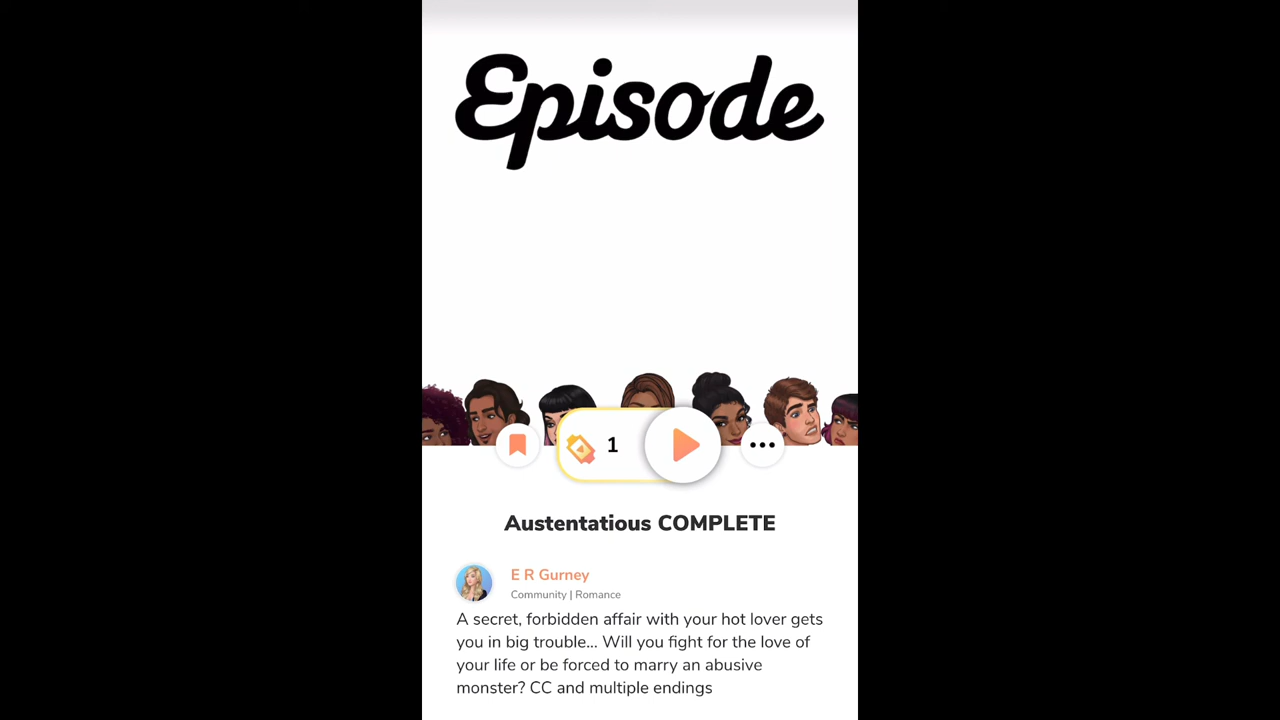 Episode
1
Austentatious COMPLETE
E R Gurney
Community | Romance
A secret, forbidden affair with your hot lover gets
you in big trouble... Will you fight for the love of
your life or be forced to marry an abusive
monster? CC and multiple endings